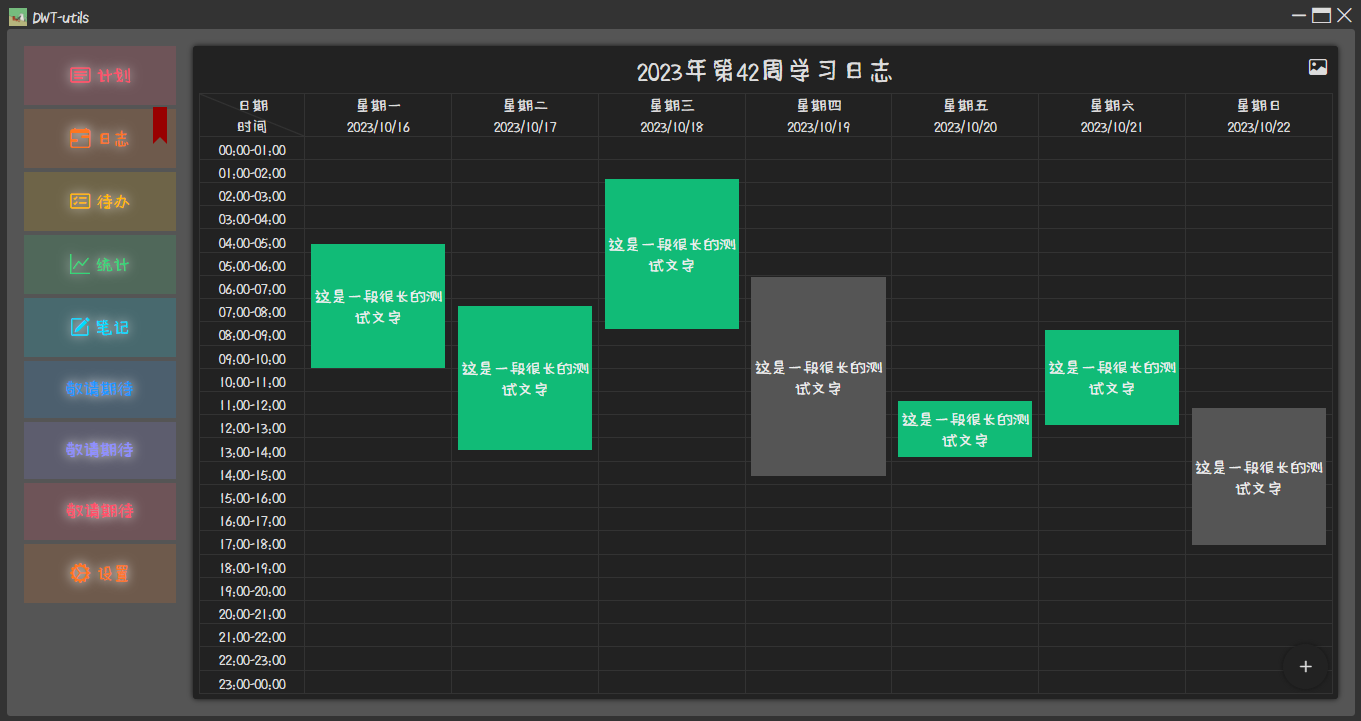 DWT-utils
计划
日志
待办
统计
笔记
敬请期待
敬请期待
敬请期待
设置
2023年第42周学习日志
日期
时间
星期一
2023/10/16
星期二
2023/10/17
星期三
2023/10/18
星期四
2023/10/19
星期五
2023/10/20
星期六
2023/10/21
星期日
2023/10/22
00:00-01:00
01:00-02:00
02:00-03:00
03:00-04:00
04:00-05:00
05:00-06:00
06:00-07:00
07:00-08:00
08:00-09:00
09:00-10:00
10:00-11:00
11:00-12:00
12:00-13:00
13:00-14:00
14:00-15:00
15:00-16:00
16:00-17:00
17:00-18:00
18:00-19:00
19:00-20:00
20:00-21:00
21:00-22:00
22:00-23:00
23:00-00:00
这是一段很长的测
试文字
这是一段很长的测
试文字
这是一段很长的测
试文字
这是一段很长的测
试文字
这是一段很长的测
试文字
这是一段很长的测
试文字
这是一段很长的测
试文字